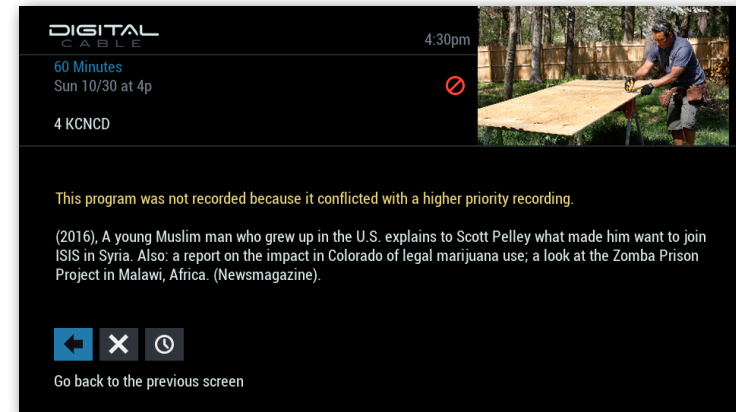 DIGITAL
CABLE
4:30pm
60 Minutes
Sun 10/30 at 4p
4 KCNCD
This program was not recorded because it conflicted with a higher priority recording.
(2016), A young Muslim man who grew up in the U.S. explains to Scott Pelley what made him want to join
ISIS in Syria. Also: a report on the impact in Colorado of legal marijuana use; a look at the Zomba Prison
Project in Malawi, Africa. (Newsmagazine).
Go back to the previous screen